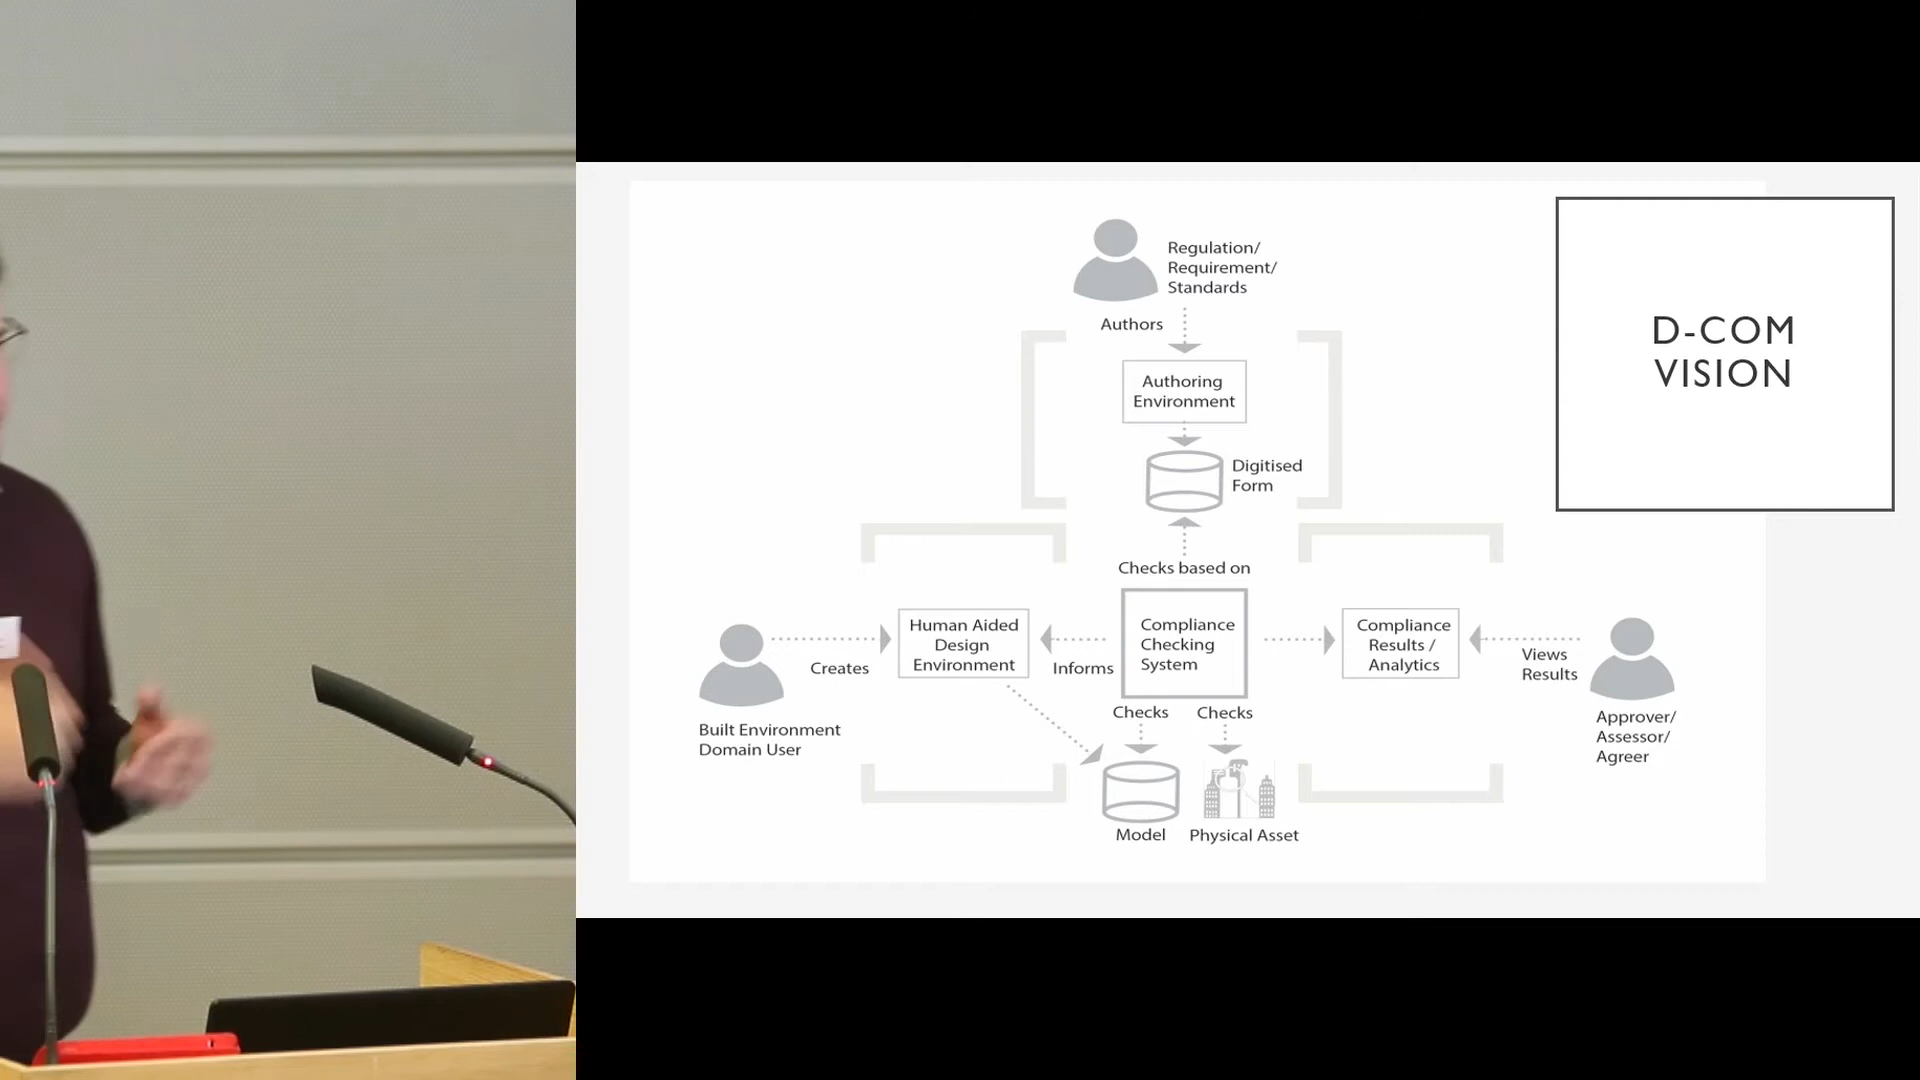 Regulation/
Requirement/
Standards
D-COM
VISION
Authors
Authoring
Environment
Digitised
Form
Checks based on
Human Aided
Design
Environment
Compliance
Checking
System
Compliance
Results /
Analytics
Creates
Informs
Views
Results
Checks
Checks
Built Environment
Domain User
Approver/
Assessor/
Agreer
Model
Physical Asset